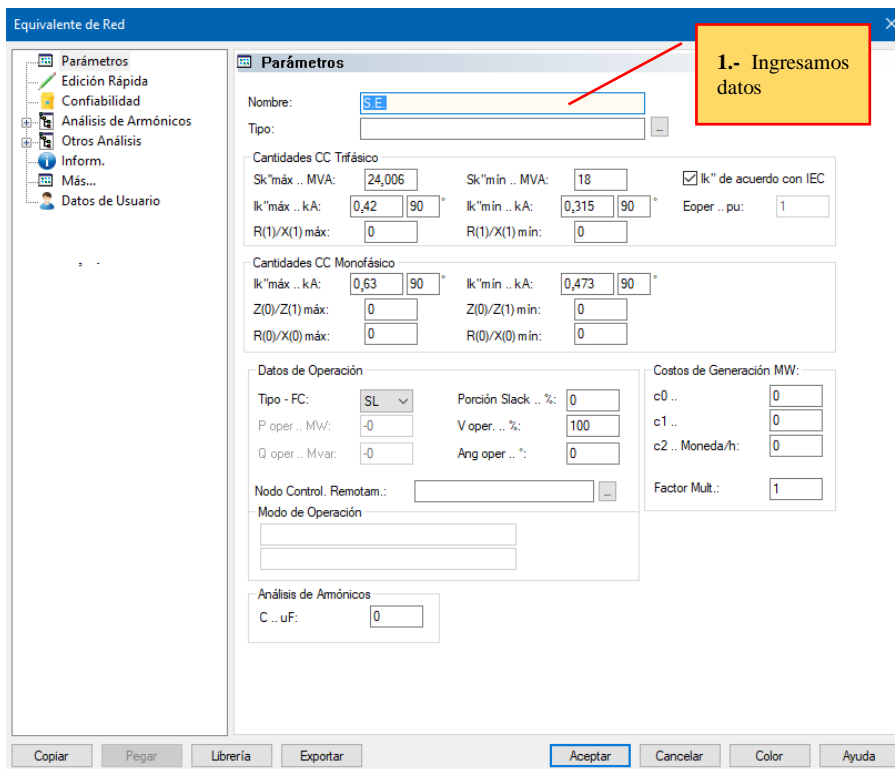 Equivalente de Red
1.- Ingresamos
datos
Parámetros
Edición Rápida
Confiabilidad
Análisis de Armónicos
Otros Análisis
Inform.
Más...
Datos de Usuario
Parámetros
Nombre: S.E.
Tipo: ...
Cantidades CC Trifásico
Sk"máx .. MVA: 24,006 Sk"mín .. MVA: 18 Ik" de acuerdo con IEC
Ik"máx .. kA: 0,42 90 ° Ik"mín .. kA: 0,315 90 ° Eoper .. pu: 1
R(1)/X(1) máx: 0 R(1)/X(1) mín: 0
Cantidades CC Monofásico
Ik"máx .. kA: 0,63 90 ° Ik"mín .. kA: 0,473 90 °
Z(0)/Z(1) máx: 0 Z(0)/Z(1) mín: 0
R(0)/X(0) máx: 0 R(0)/X(0) mín: 0
Datos de Operación
Tipo - FC: SL Porción Slack .. %: 0
P oper .. MW: -0 V oper. .. %: 100
Q oper .. Mvar: -0 Ang oper .. °: 0
Nodo Control. Remotam.: ...
Modo de Operación
Costos de Generación MW:
c0 .. 0
c1 .. 0
c2 .. Moneda/h: 0
Factor Mult.: 1
Análisis de Armónicos
C .. uF: 0
Copiar Pegar Librería Exportar Aceptar Cancelar Color Ayuda